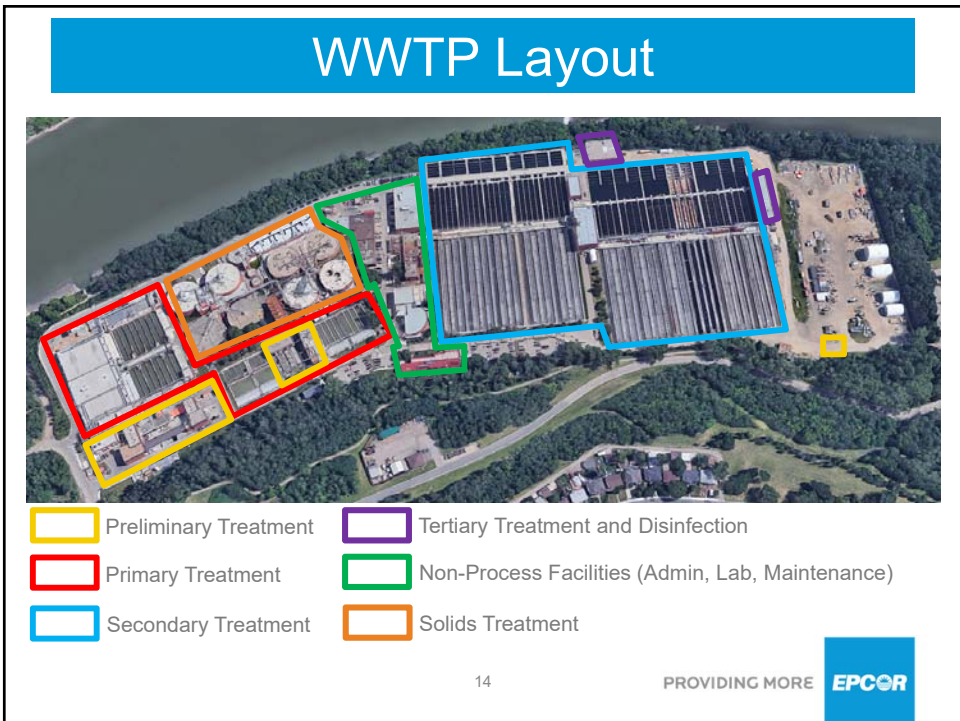 WWTP Layout
Preliminary Treatment
Tertiary Treatment and Disinfection
Primary Treatment
Non-Process Facilities (Admin, Lab, Maintenance)
Secondary Treatment
Solids Treatment
14
PROVIDING MORE
EPCOR